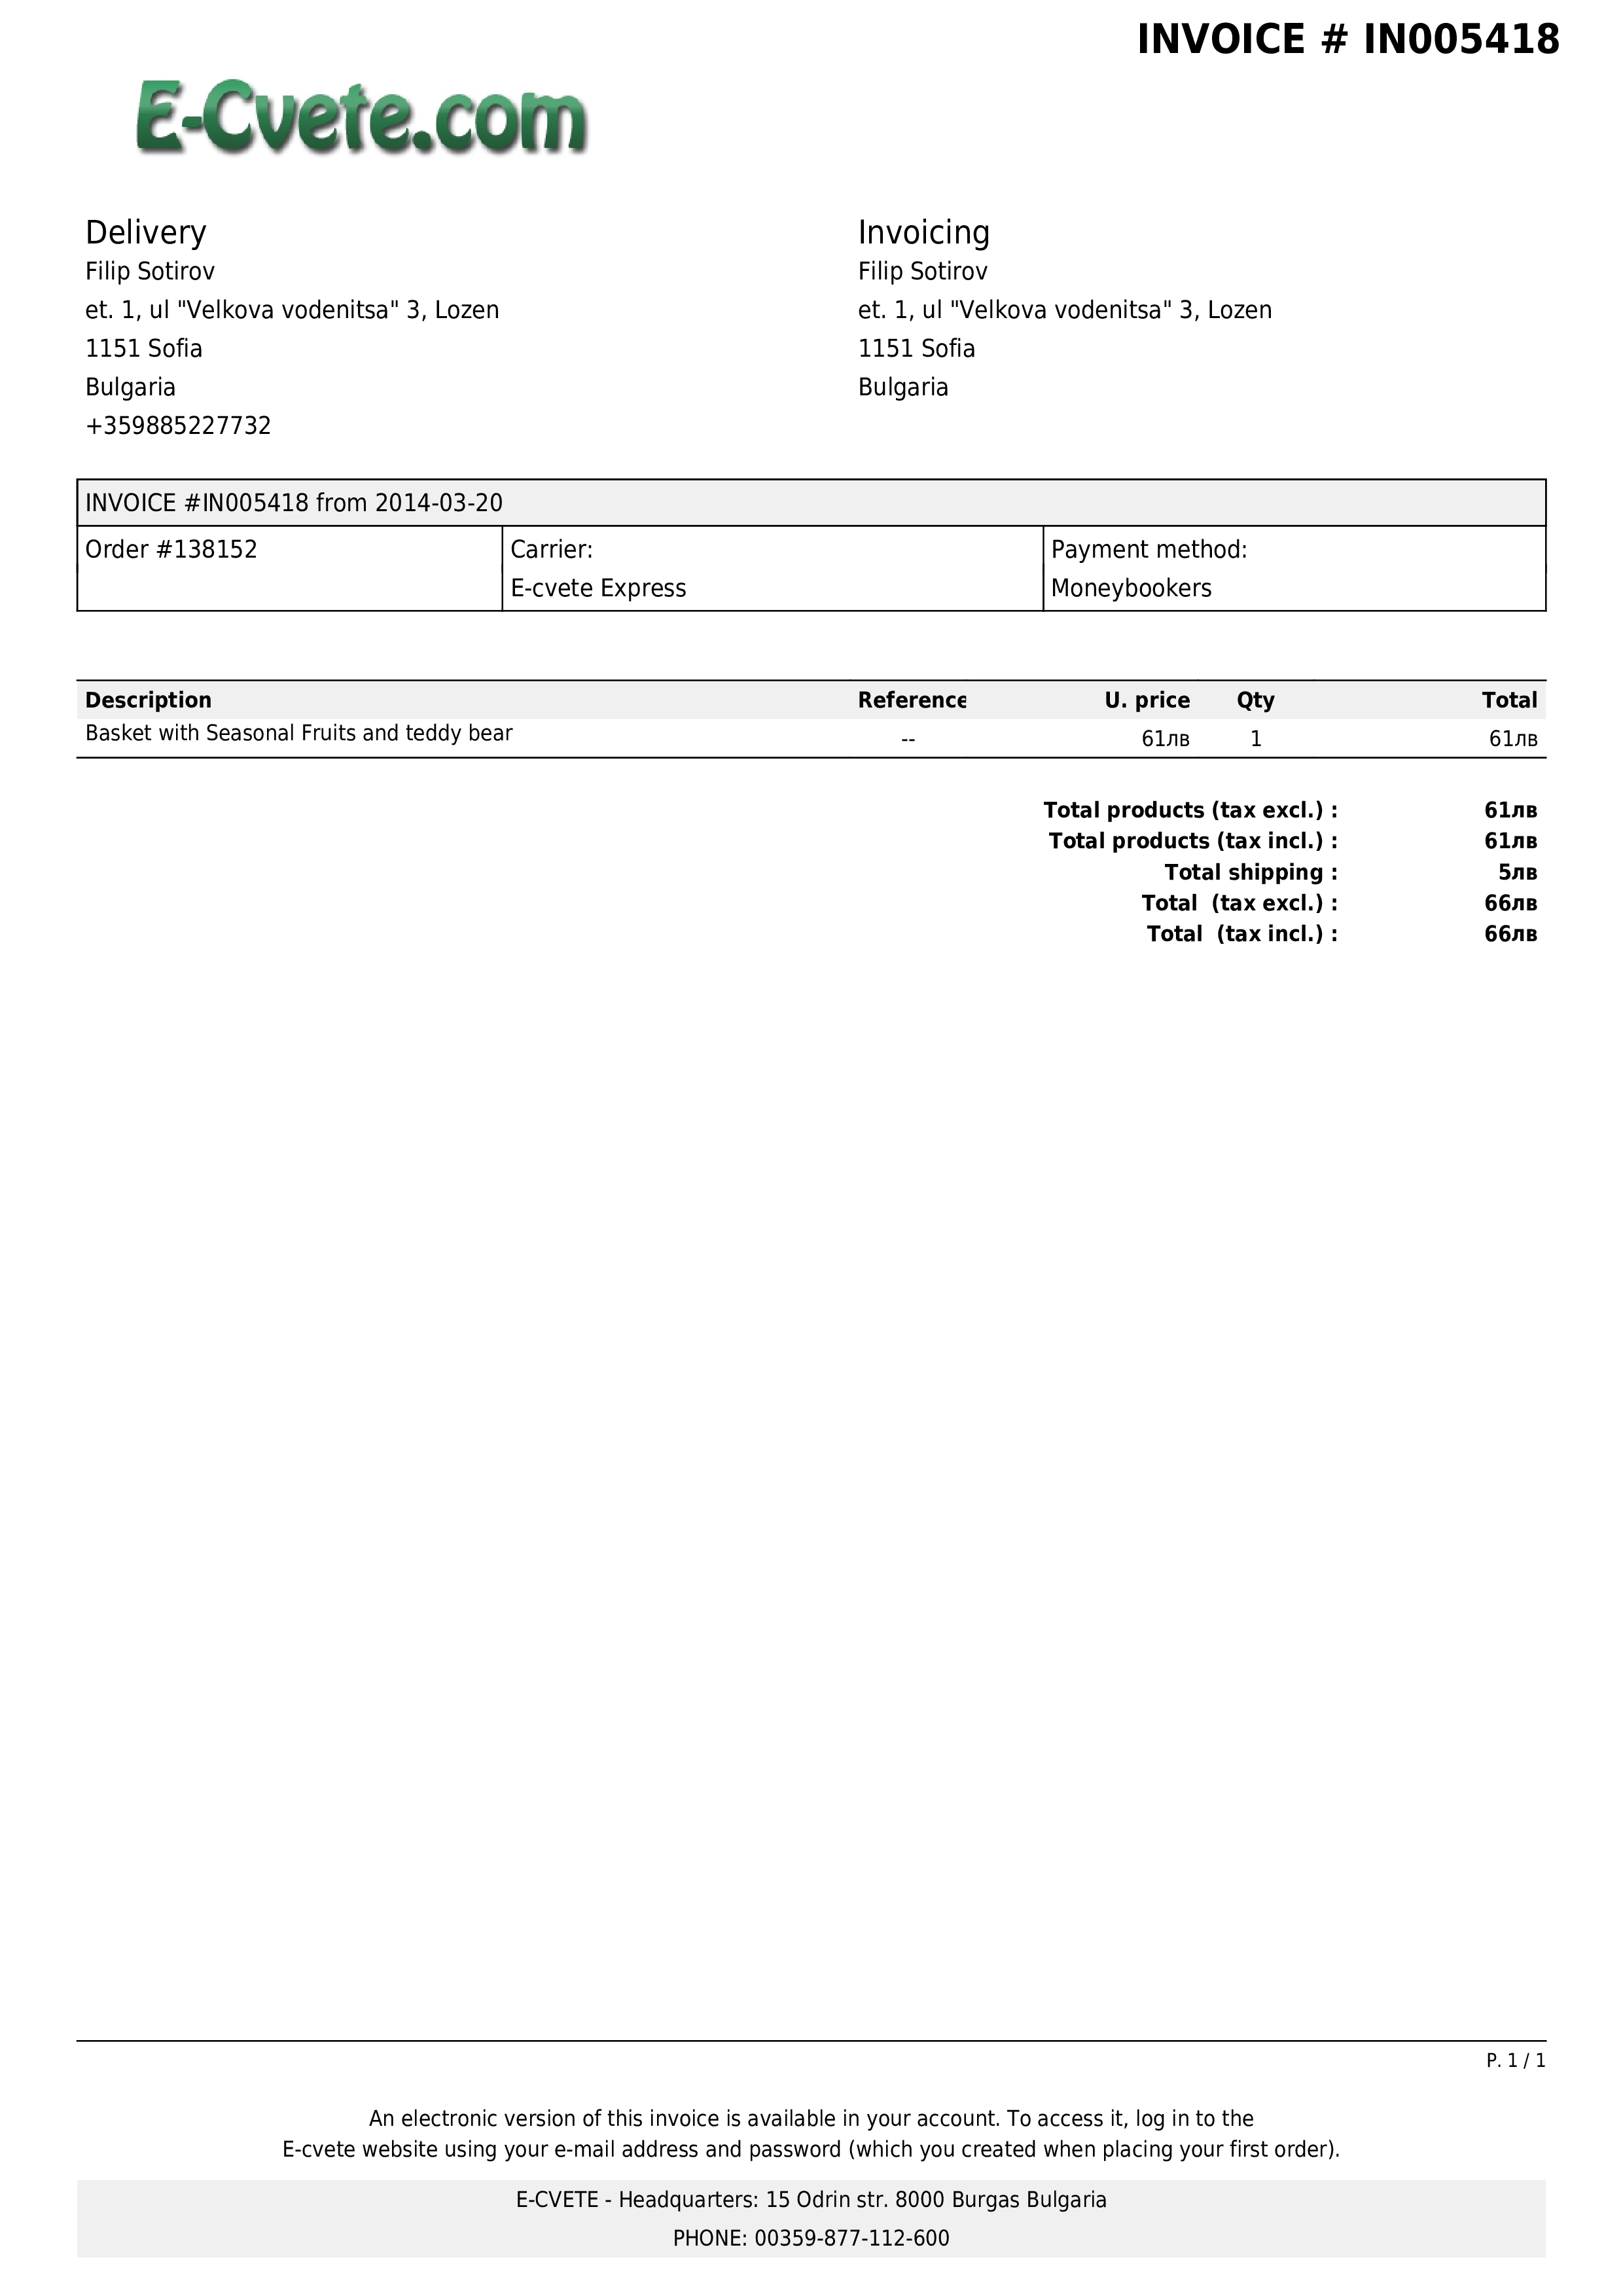 INVOICE # IN005418
E-Cvete.com
Delivery
Filip Sotirov
et. 1, ul "Velkova vodenitsa" 3, Lozen
1151 Sofia
Bulgaria
+359885227732
Invoicing
Filip Sotirov
et. 1, ul "Velkova vodenitsa" 3, Lozen
1151 Sofia
Bulgaria
INVOICE #IN005418 from 2014-03-20
Order #138152
Carrier:
E-cvete Express
Payment method:
Moneybookers
Description Reference U. price Qty Total
Basket with Seasonal Fruits and teddy bear -- 61лв 1 61лв
Total products (tax excl.) : 61лв
Total products (tax incl.) : 61лв
Total shipping : 5лв
Total (tax excl.) : 66лв
Total (tax incl.) : 66лв
P. 1 / 1
An electronic version of this invoice is available in your account. To access it, log in to the
E-cvete website using your e-mail address and password (which you created when placing your first order).
E-CVETE - Headquarters: 15 Odrin str. 8000 Burgas Bulgaria
PHONE: 00359-877-112-600